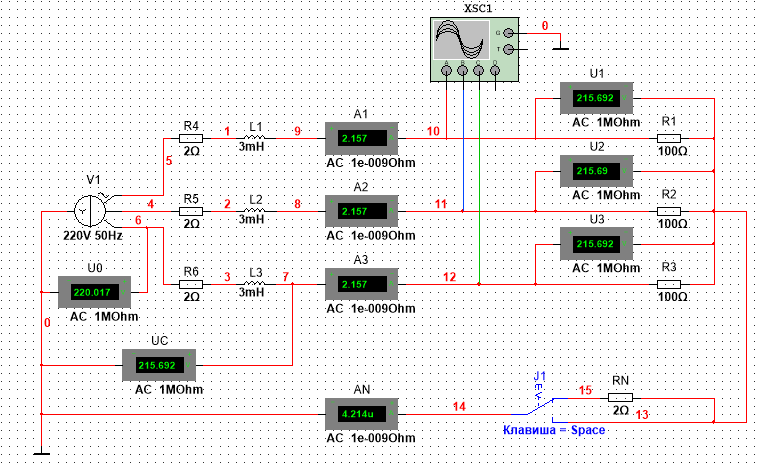 XSC1
0
G
T
A B C D
U1
215.692
AC 1MOhm
R4
1
L1
9
A1
10
R1
2.157
2Ω
3mH
AC 1e-009Ohm
100Ω
5
U2
215.69
AC 1MOhm
V1
4
R5
2
L2
8
A2
11
R2
2.157
6
2Ω
3mH
AC 1e-009Ohm
100Ω
220V 50Hz
U3
215.692
AC 1MOhm
U0
R6
3
L3
7
A3
12
R3
220.017
2.157
2Ω
3mH
AC 1MOhm
AC 1e-009Ohm
100Ω
0
UC
215.692
AC 1MOhm
J1
15
RN
AN
14
4.214u
2Ω
13
AC 1e-009Ohm
Клавиша = Space